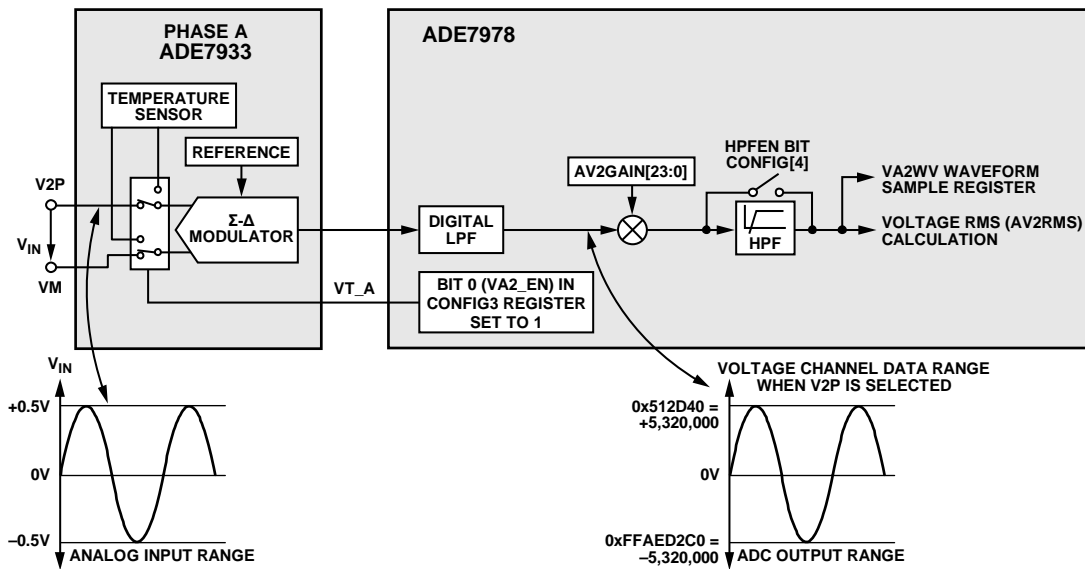 PHASE A
ADE7933
ADE7978
TEMPERATURE
SENSOR
REFERENCE
V2P
VIN
VM
Σ-Δ
MODULATOR
VT_A
DIGITAL
LPF
AV2GAIN[23:0]
HPFEN BIT
CONFIG[4]
HPF
VA2WV WAVEFORM
SAMPLE REGISTER
VOLTAGE RMS (AV2RMS)
CALCULATION
BIT 0 (VA2_EN) IN
CONFIG3 REGISTER
SET TO 1
VIN
+0.5V
0V
–0.5V
ANALOG INPUT RANGE
VOLTAGE CHANNEL DATA RANGE
WHEN V2P IS SELECTED
0x512D40 =
+5,320,000
0V
0xFFAED2C0 =
–5,320,000
ADC OUTPUT RANGE